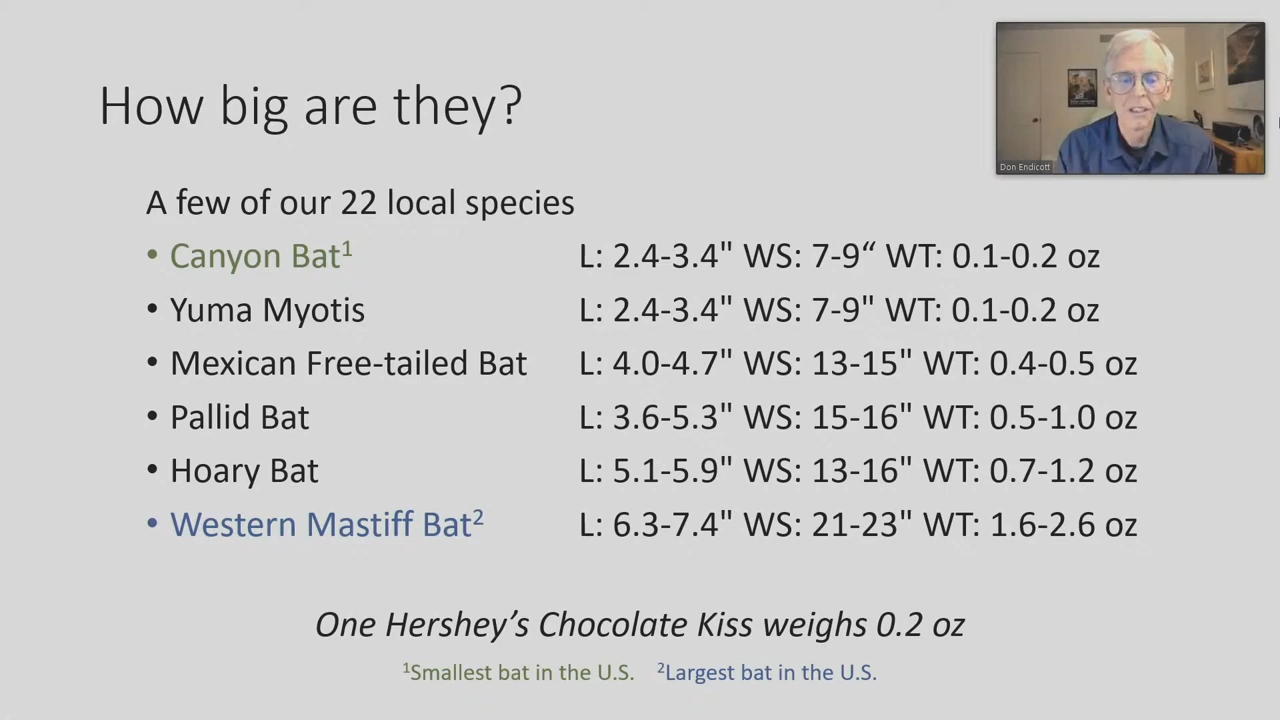 How big are they?
Don Endicott
A few of our 22 local species
• Canyon Bat¹ L: 2.4-3.4" WS: 7-9“ WT: 0.1-0.2 oz
• Yuma Myotis L: 2.4-3.4" WS: 7-9" WT: 0.1-0.2 oz
• Mexican Free-tailed Bat L: 4.0-4.7" WS: 13-15" WT: 0.4-0.5 oz
• Pallid Bat L: 3.6-5.3" WS: 15-16" WT: 0.5-1.0 oz
• Hoary Bat L: 5.1-5.9" WS: 13-16" WT: 0.7-1.2 oz
• Western Mastiff Bat² L: 6.3-7.4" WS: 21-23" WT: 1.6-2.6 oz
One Hershey’s Chocolate Kiss weighs 0.2 oz
¹Smallest bat in the U.S. ²Largest bat in the U.S.